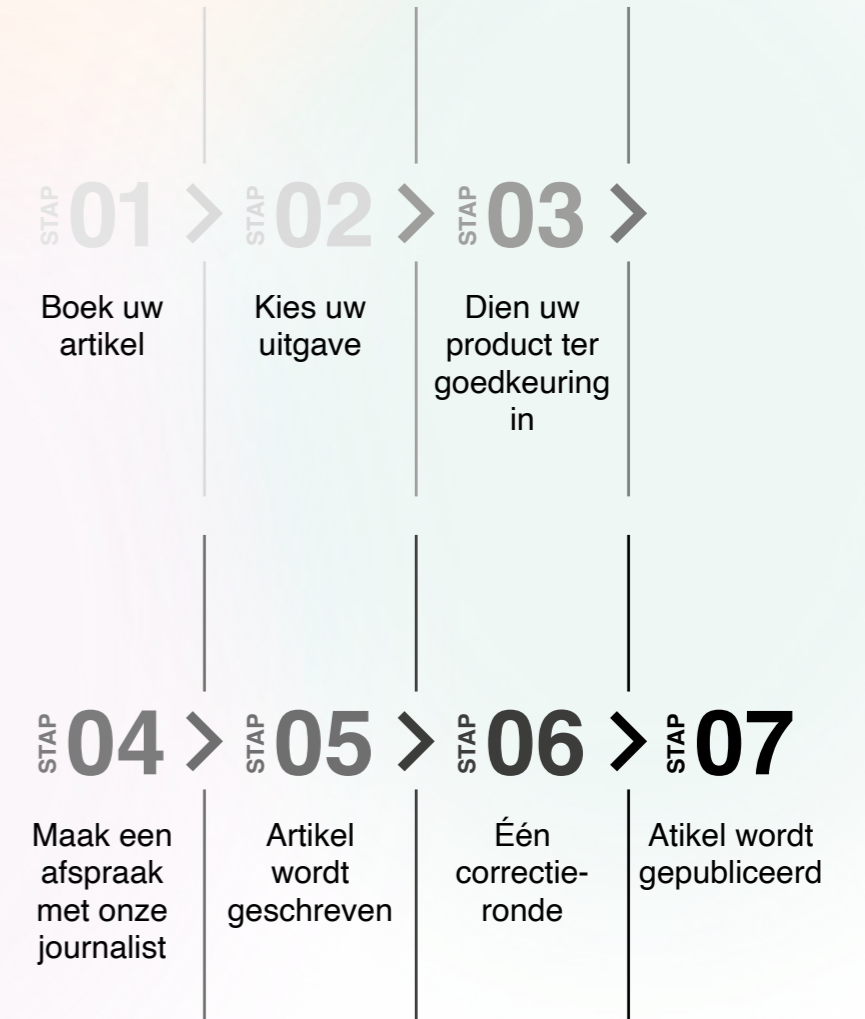 STAP 01
STAP 02
STAP 03
Boek uw
artikel
Kies uw
uitgave
Dien uw
product ter
goedkeuring
in
STAP 04
STAP 05
STAP 06
STAP 07
Maak een
afspraak
met onze
journalist
Artikel
wordt
geschreven
Één
correctie-
ronde
Atikel wordt
gepubliceerd